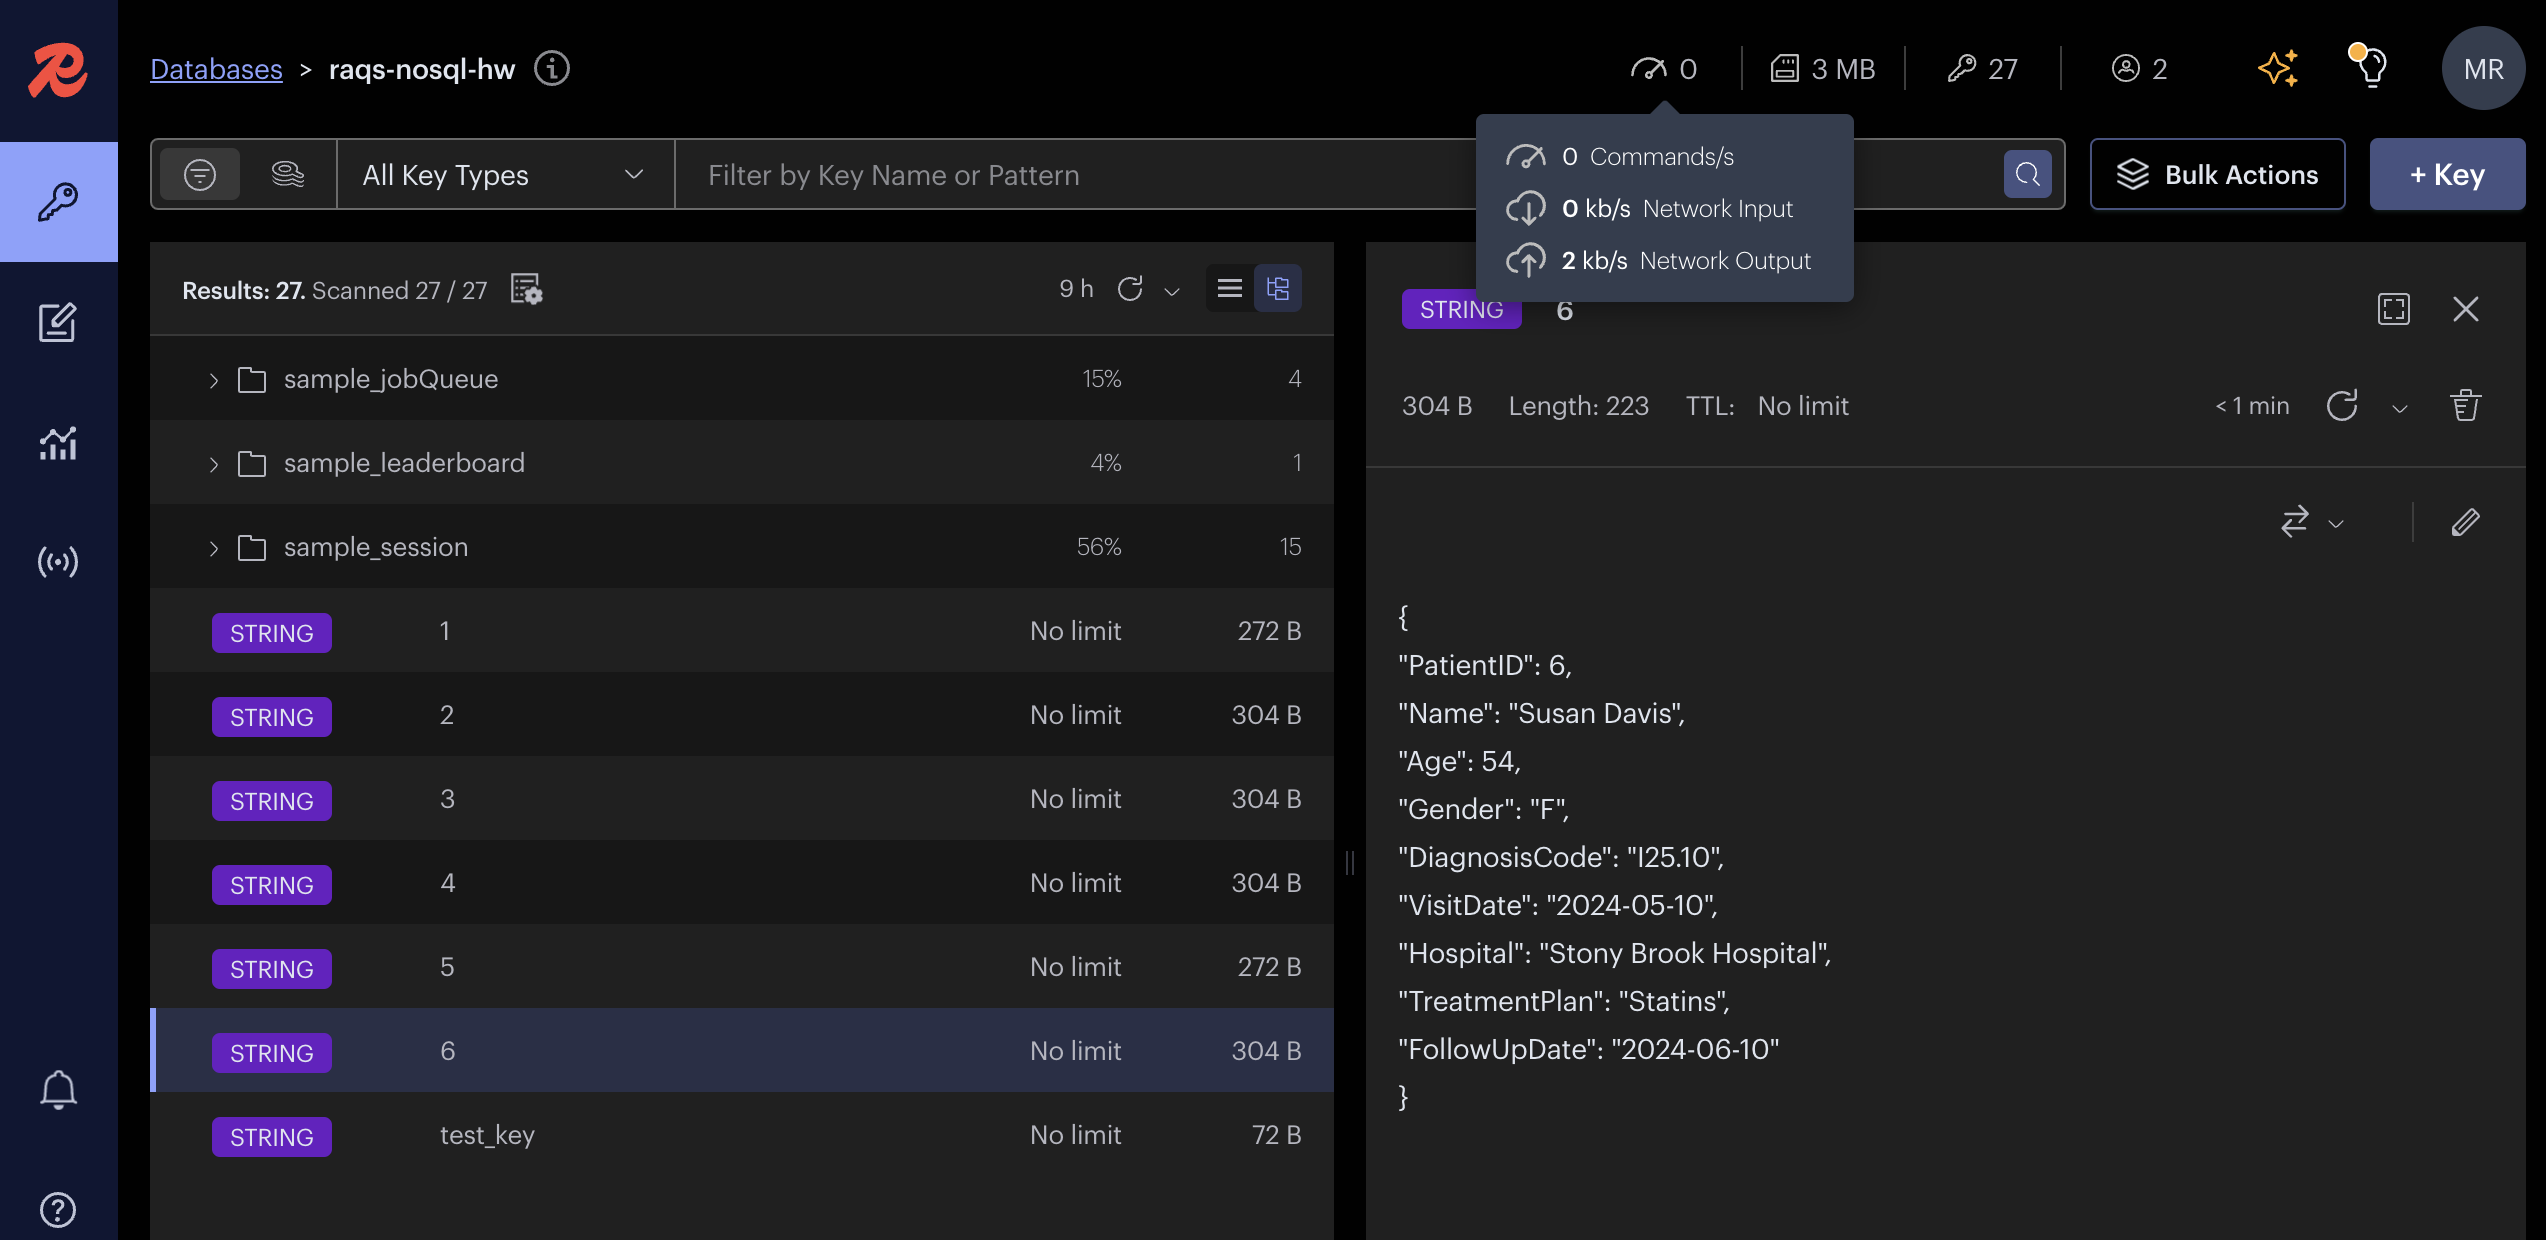 Databases > raqs-nosql-hw
0
3 MB
27
2
MR
All Key Types
Filter by Key Name or Pattern
0 Commands/s
0 kb/s Network Input
2 kb/s Network Output
Bulk Actions
+ Key
Results: 27. Scanned 27 / 27
9 h
sample_jobQueue 15% 4
sample_leaderboard 4% 1
sample_session 56% 15
STRING 1 No limit 272 B
STRING 2 No limit 304 B
STRING 3 No limit 304 B
STRING 4 No limit 304 B
STRING 5 No limit 272 B
STRING 6 No limit 304 B
STRING test_key No limit 72 B
STRING 6
304 B Length: 223 TTL: No limit
< 1 min
{
"PatientID": 6,
"Name": "Susan Davis",
"Age": 54,
"Gender": "F",
"DiagnosisCode": "I25.10",
"VisitDate": "2024-05-10",
"Hospital": "Stony Brook Hospital",
"TreatmentPlan": "Statins",
"FollowUpDate": "2024-06-10"
}